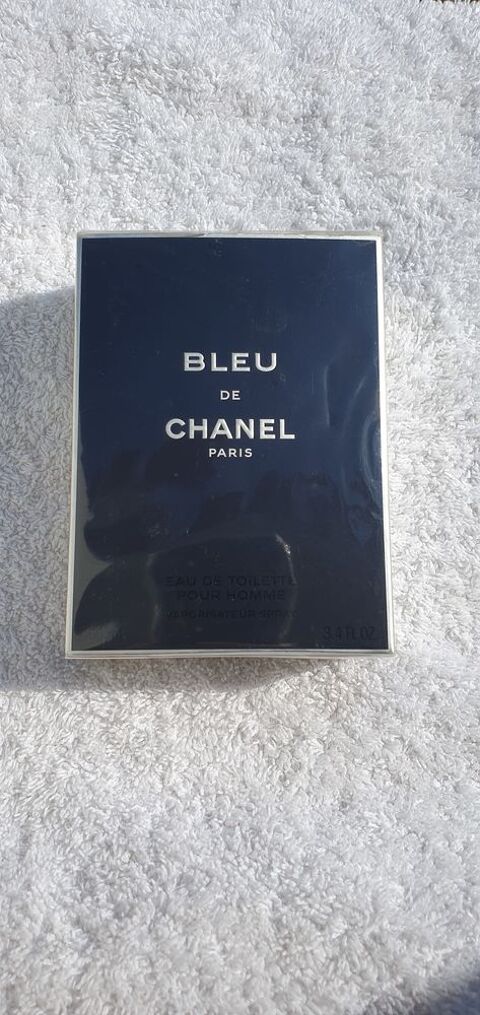 BLEU
DE
CHANEL
PARIS
EAU DE TOILETTE
POUR HOMME
VAPORISATEUR SPRAY
3.4 FL.OZ.